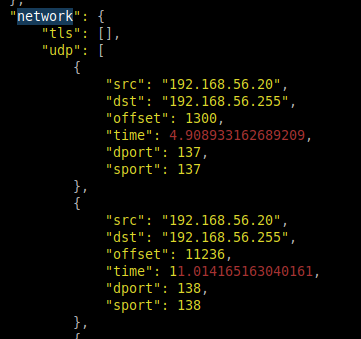 },
"network": {
"tls": [],
"udp": [
{
"src": "192.168.56.20",
"dst": "192.168.56.255",
"offset": 1300,
"time": 4.908933162689209,
"dport": 137,
"sport": 137
},
{
"src": "192.168.56.20",
"dst": "192.168.56.255",
"offset": 11236,
"time": 11.014165163040161,
"dport": 138,
"sport": 138
},
{